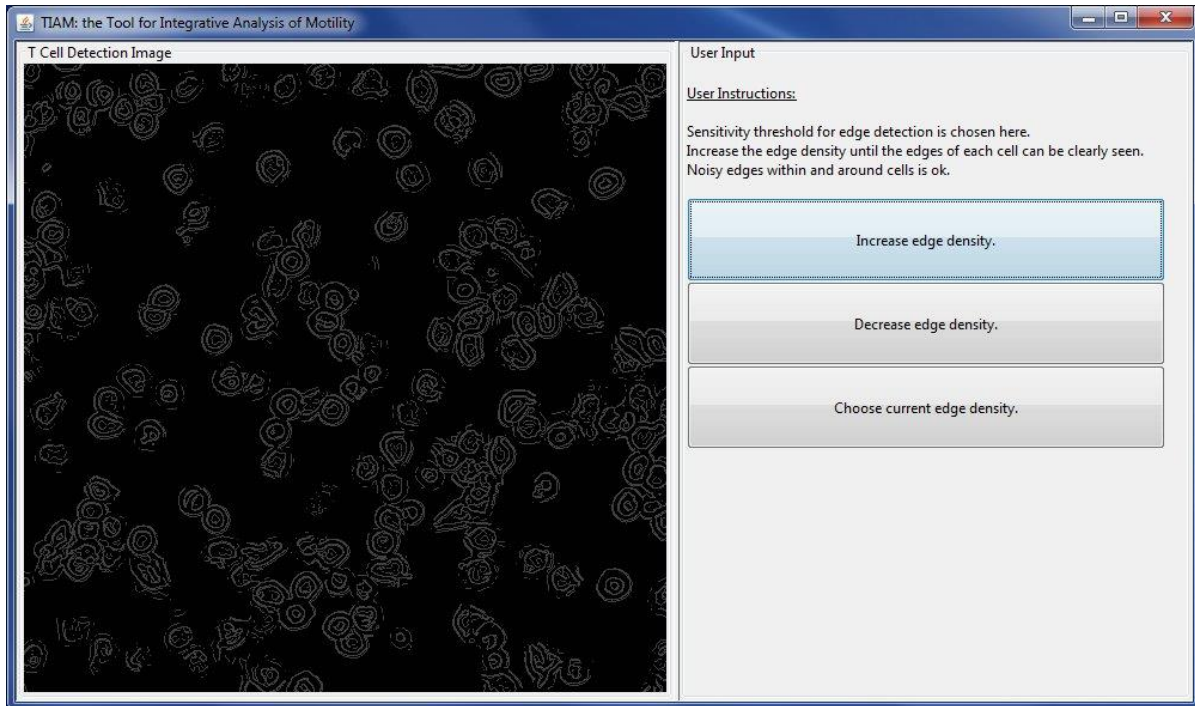 TIAM: the Tool for Integrative Analysis of Motility
T Cell Detection Image
User Input
User Instructions:
Sensitivity threshold for edge detection is chosen here.
Increase the edge density until the edges of each cell can be clearly seen.
Noisy edges within and around cells is ok.
Increase edge density.
Decrease edge density.
Choose current edge density.